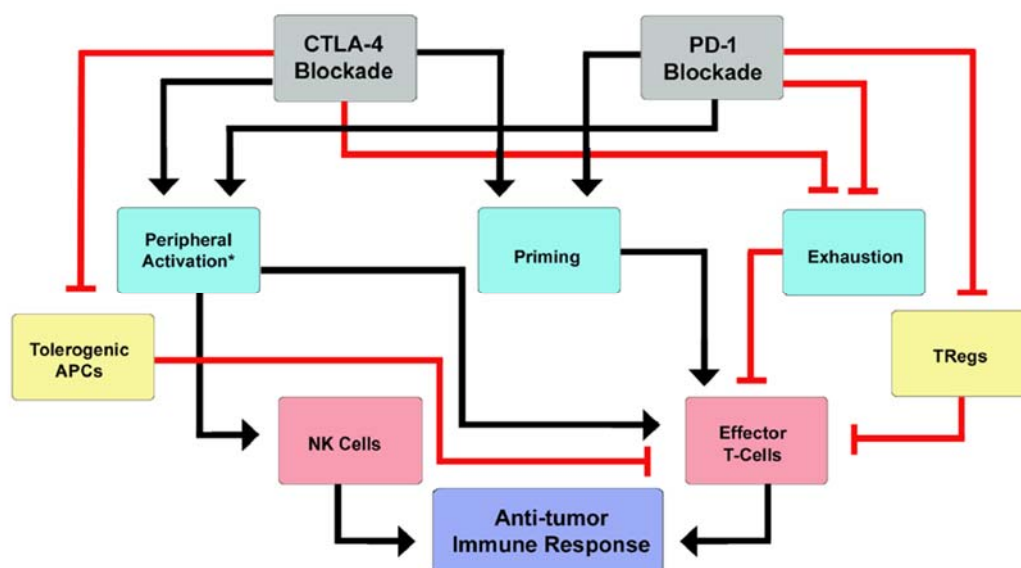 CTLA-4
Blockade
PD-1
Blockade
Peripheral
Activation*
Priming
Exhaustion
Tolerogenic
APCs
TRegs
NK Cells
Effector
T-Cells
Anti-tumor
Immune Response